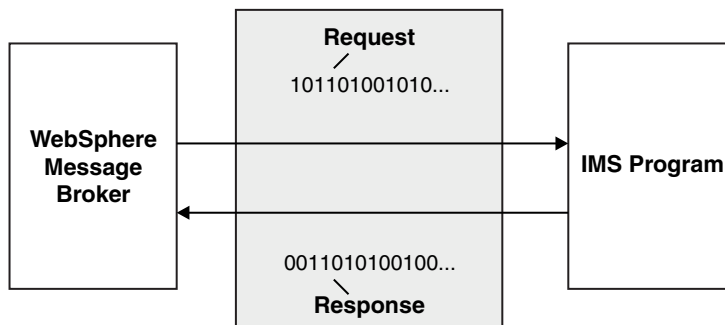 Request
101101001010...
WebSphere
Message
Broker
IMS Program
0011010100100...
Response